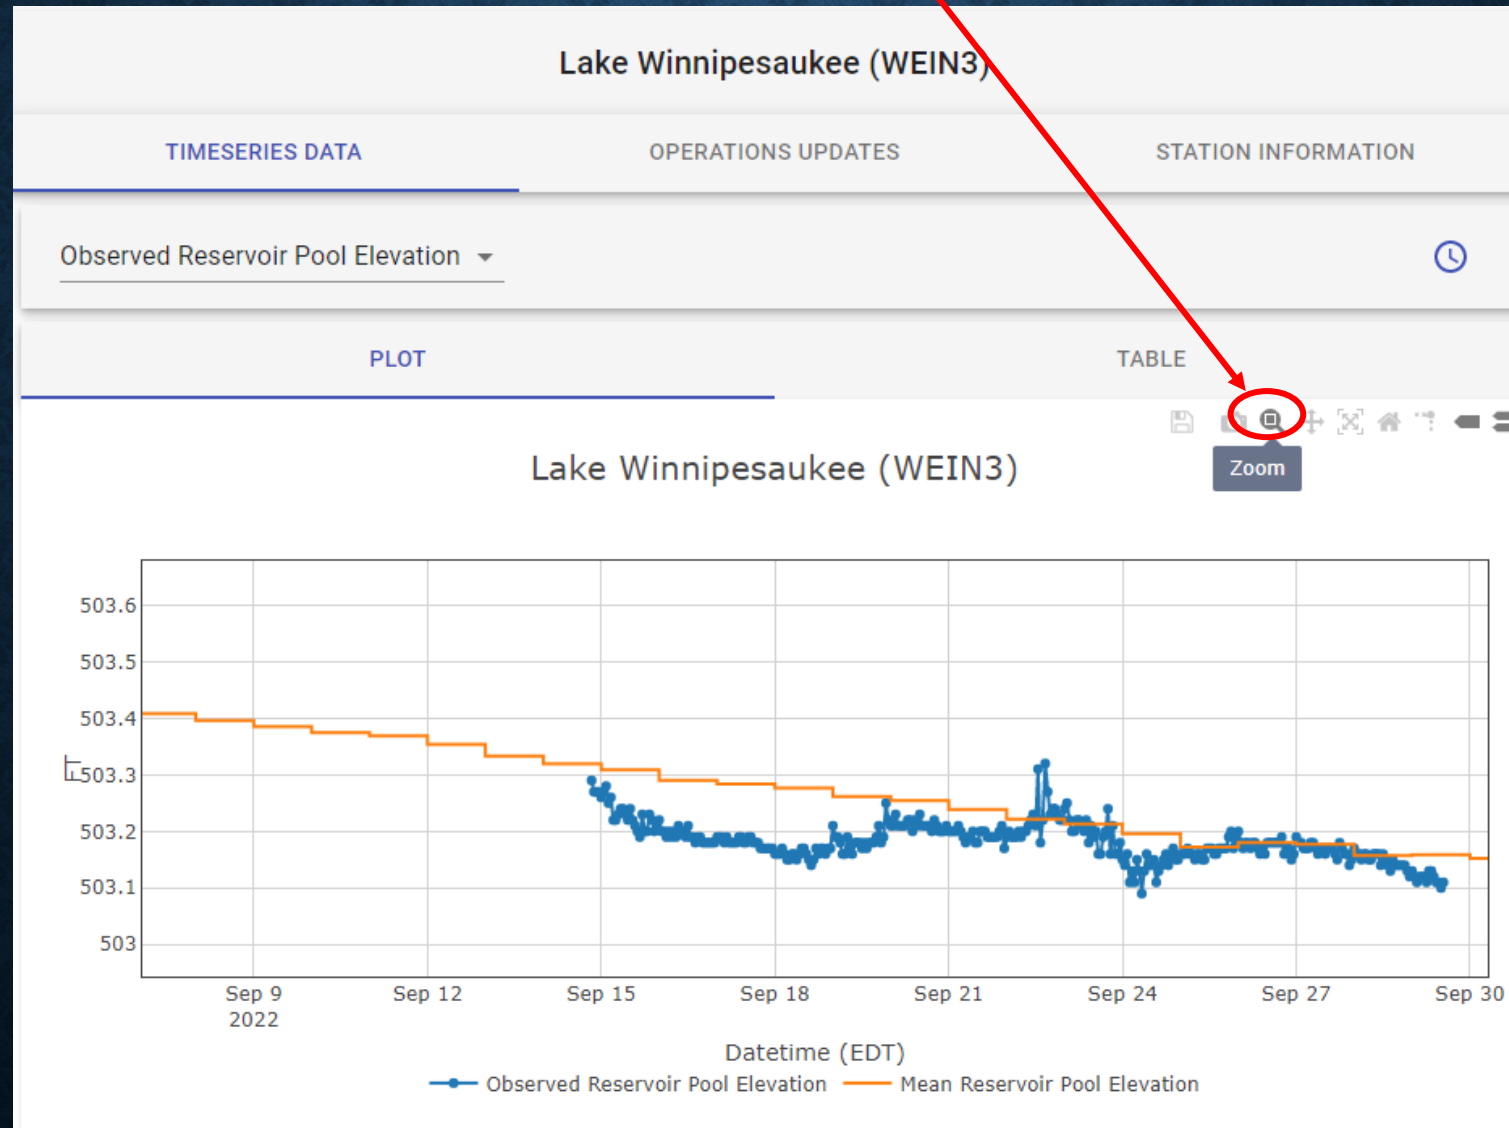 Lake Winnipesaukee (WEIN3)
TIMESERIES DATA
OPERATIONS UPDATES
STATION INFORMATION
Observed Reservoir Pool Elevation
PLOT
TABLE
Zoom
Lake Winnipesaukee (WEIN3)
503.6
503.5
503.4
503.3
503.2
503.1
503
FT
Sep 9
2022
Sep 12
Sep 15
Sep 18
Sep 21
Sep 24
Sep 27
Sep 30
Datetime (EDT)
Observed Reservoir Pool Elevation
Mean Reservoir Pool Elevation